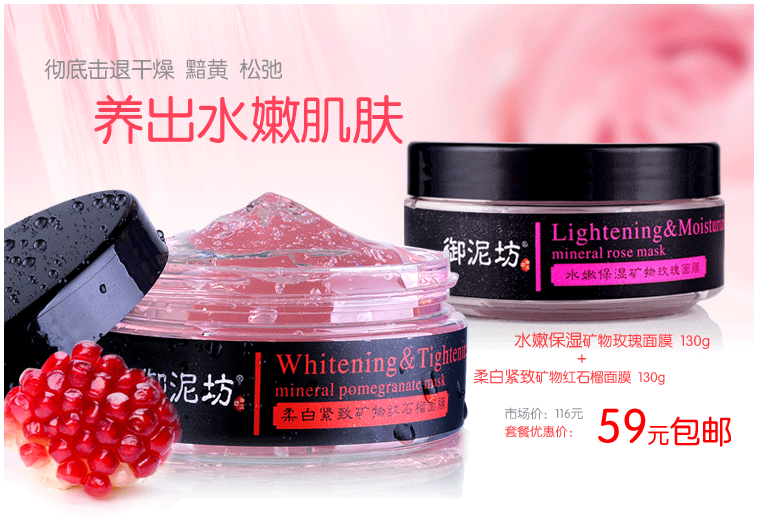 彻底击退干燥 黯黄 松弛
养出水嫩肌肤
御泥坊
Lightening&Moisturizi
mineral rose mask
水嫩保湿矿物玫瑰面膜
御泥坊
Whitening&Tighteni
mineral pomegranate mask
柔白紧致矿物红石榴面膜
水嫩保湿矿物玫瑰面膜 130g
+
柔白紧致矿物红石榴面膜 130g
市场价：116元
套餐优惠价：
59元包邮